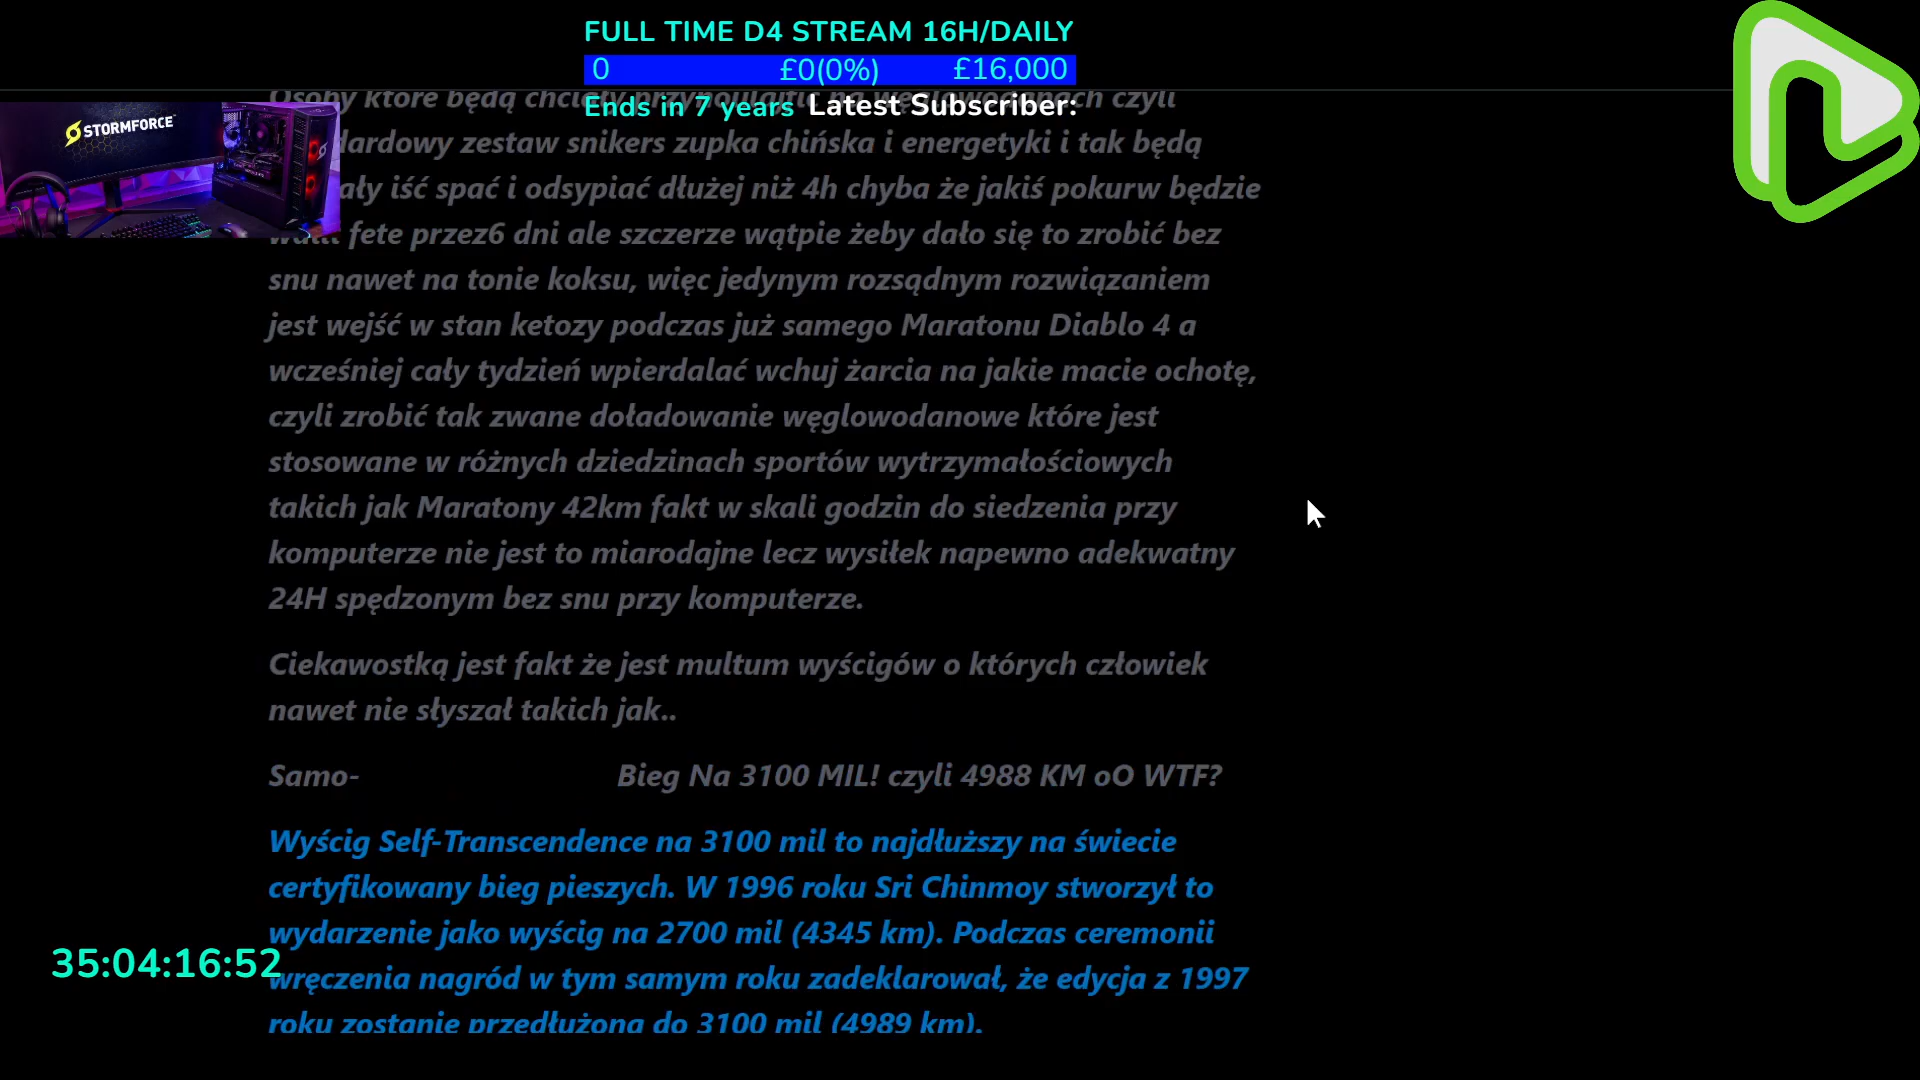 FULL TIME D4 STREAM 16H/DAILY
0 £0(0%) £16,000
Ends in 7 years Latest Subscriber:
STORMFORCE
Osoby które będą chciały na węglowodanach czyli
zestaw snikers zupka chińska i energetyki i tak będą
iść spać i odsypiać dłużej niż 4h chyba że jakiś pokurw będzie
fete przez6 dni ale szczerze wątpie żeby dało się to zrobić bez
snu nawet na tonie koksu, więc jedynym rozsądnym rozwiązaniem
jest wejść w stan ketozy podczas już samego Maratonu Diablo 4 a
wcześniej cały tydzień wpierdalać wchuj żarcia na jakie macie ochotę,
czyli zrobić tak zwane doładowanie węglowodanowe które jest
stosowane w różnych dziedzinach sportów wytrzymałościowych
takich jak Maratony 42km fakt w skali godzin do siedzenia przy
komputerze nie jest to miarodajne lecz wysiłek napewno adekwatny
24H spędzonym bez snu przy komputerze.
Ciekawostką jest fakt że jest multum wyścigów o których człowiek
nawet nie słyszał takich jak..
Samo- Bieg Na 3100 MIL! czyli 4988 KM oO WTF?
Wyścig Self-Transcendence na 3100 mil to najdłuższy na świecie
certyfikowany bieg pieszych. W 1996 roku Sri Chinmoy stworzył to
wydarzenie jako wyścig na 2700 mil (4345 km). Podczas ceremonii
wręczenia nagród w tym samym roku zadeklarował, że edycja z 1997
roku zostanie przedłużona do 3100 mil (4989 km).
35:04:16:52